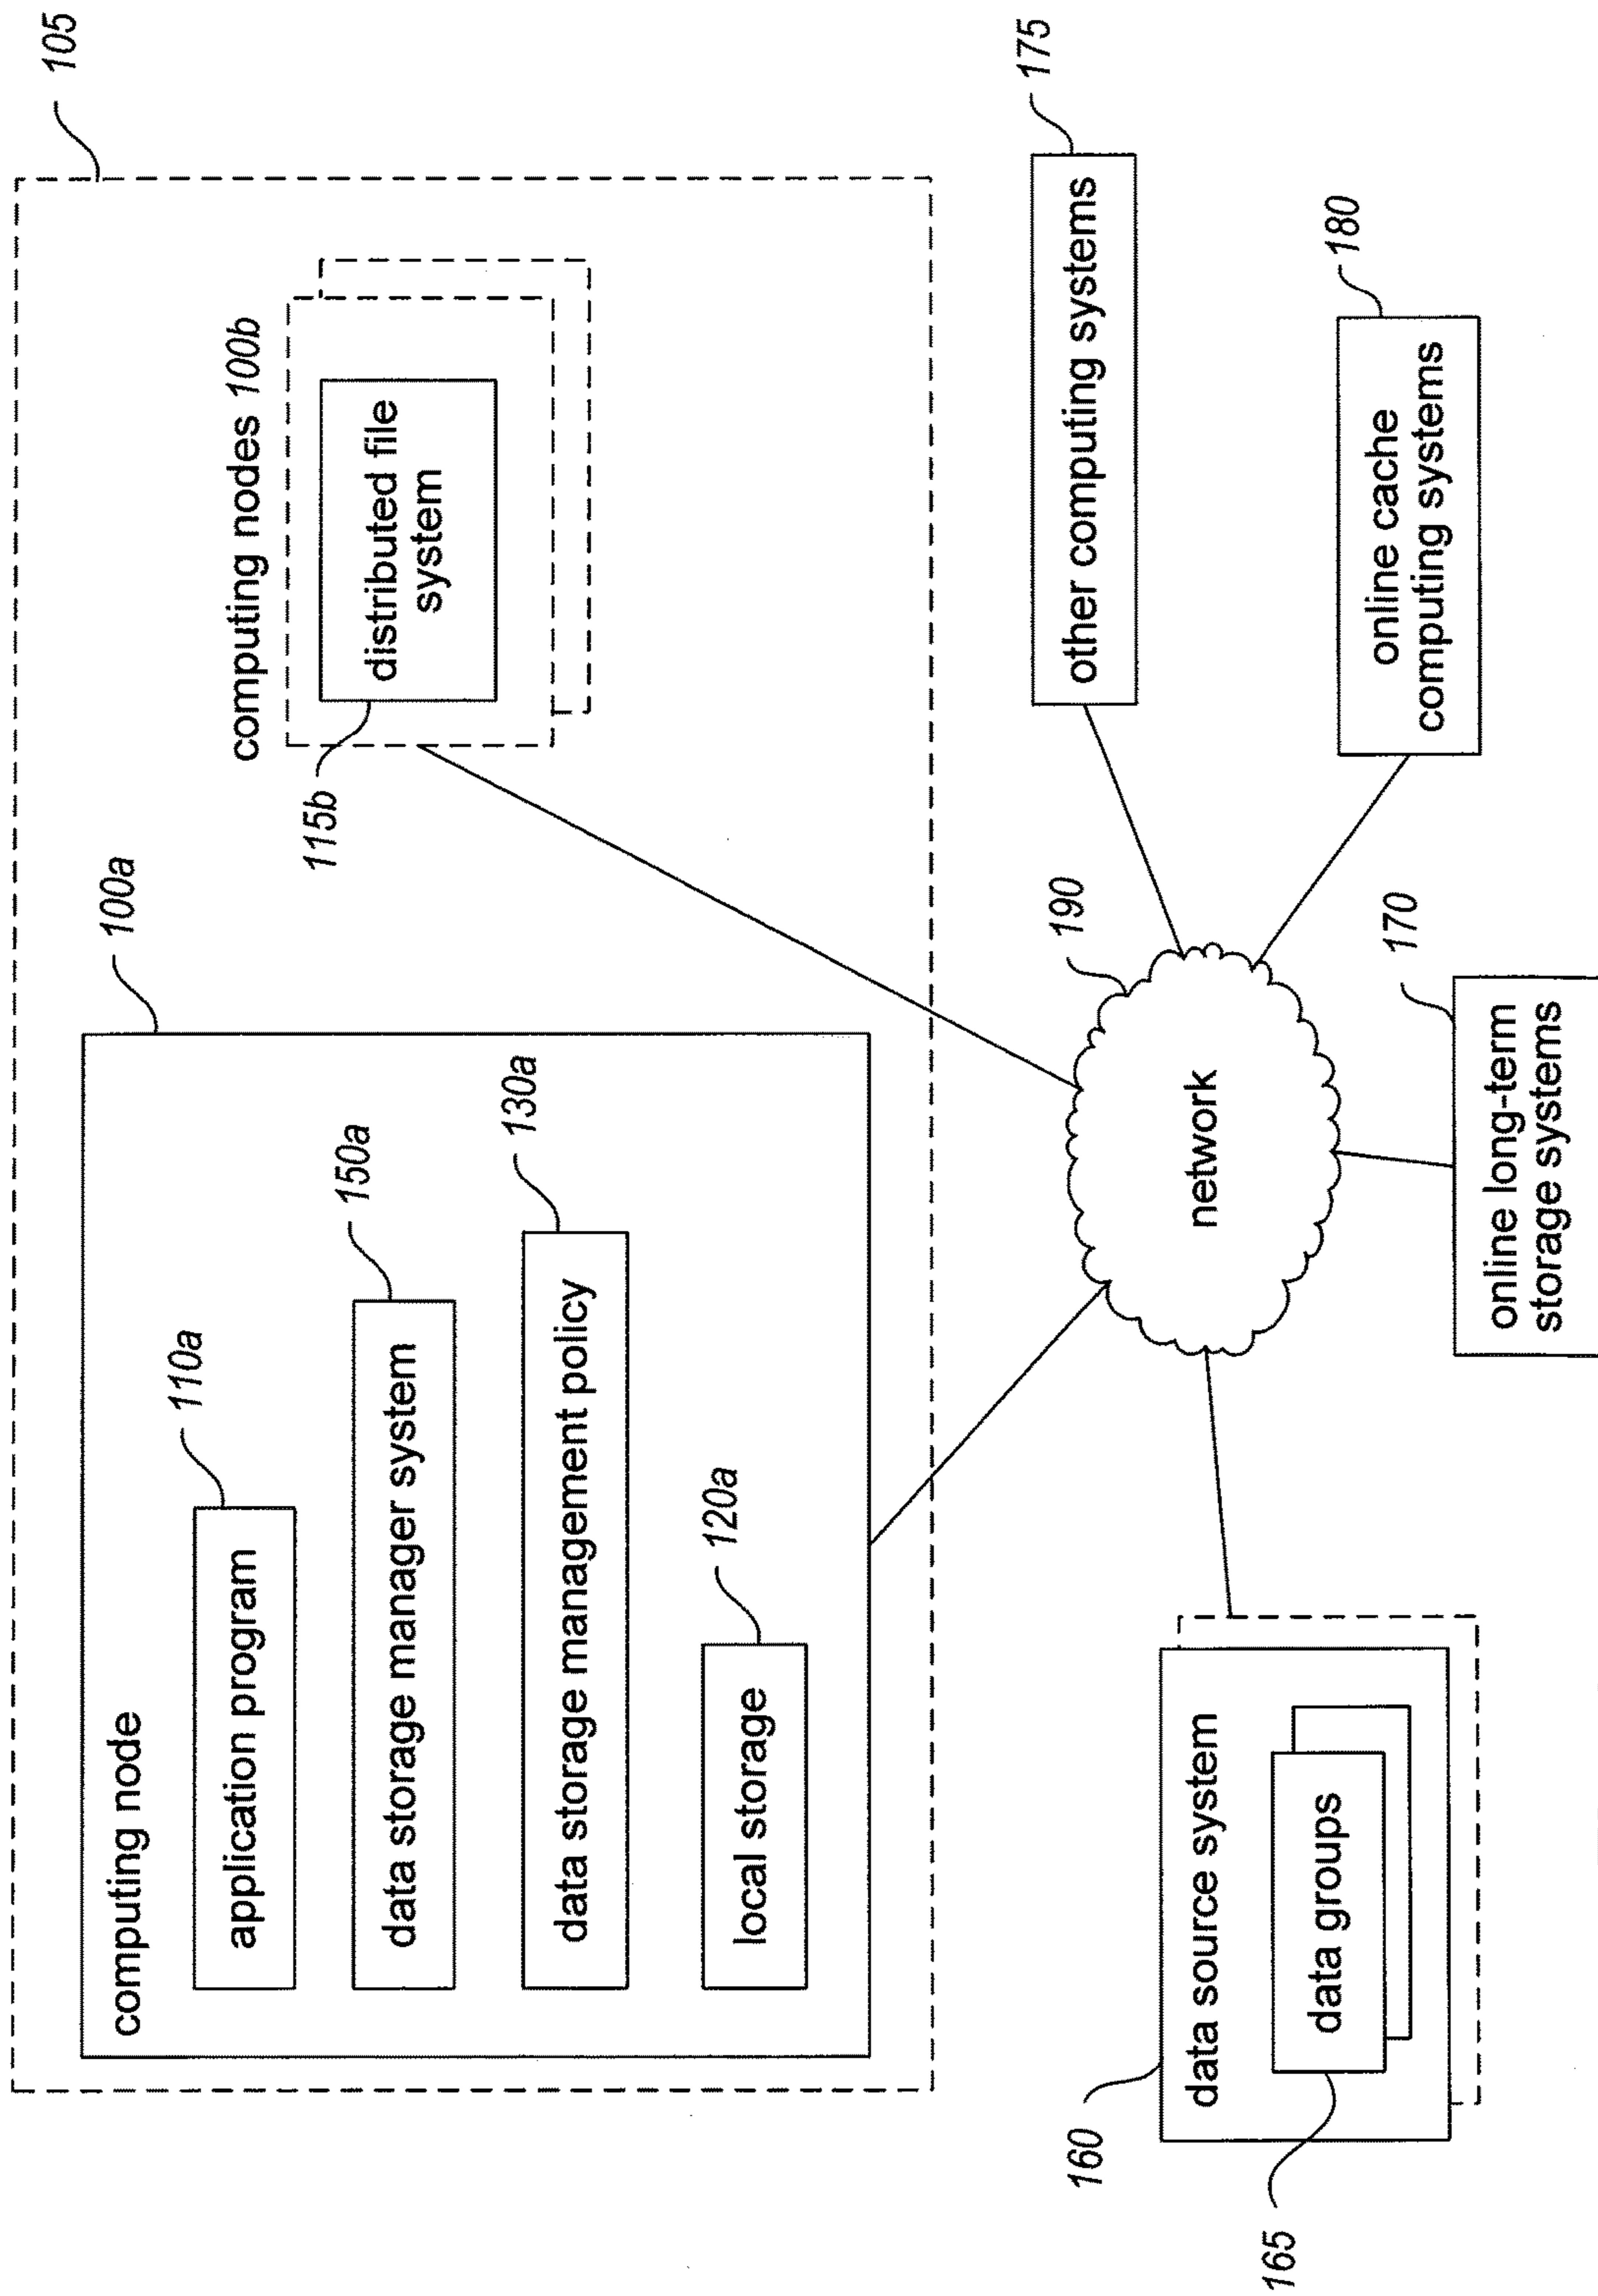 105
100a
computing node
110a
application program
150a
data storage manager system
130a
data storage management policy
120a
local storage
computing nodes 100b
115b
distributed file
system
190
network
160
data source system
165
data groups
170
online long-term
storage systems
175
other computing systems
180
online cache
computing systems